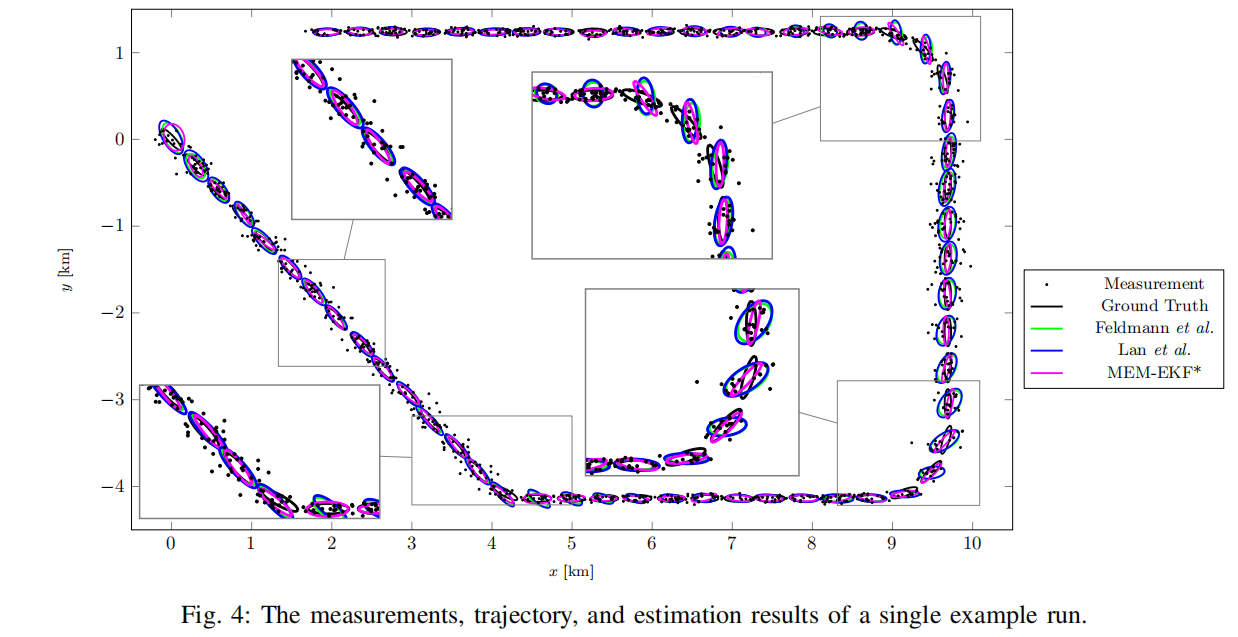 1
0
−1
−2
−3
−4
y [km]
0 1 2 3 4 5 6 7 8 9 10
x [km]
Measurement
Ground Truth
Feldmann et al.
Lan et al.
MEM-EKF*
Fig. 4: The measurements, trajectory, and estimation results of a single example run.